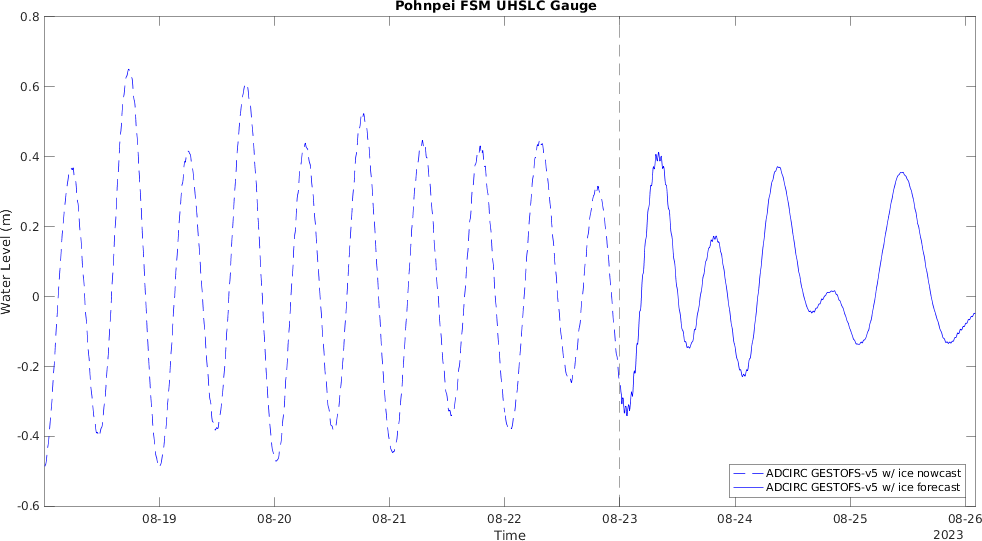 Pohnpei FSM UHSLC Gauge
0.8
0.6
0.4
0.2
0
-0.2
-0.4
-0.6
Water Level (m)
08-19 08-20 08-21 08-22 08-23 08-24 08-25 08-26
Time
2023
ADCIRC GESTOFS-v5 w/ ice nowcast
ADCIRC GESTOFS-v5 w/ ice forecast